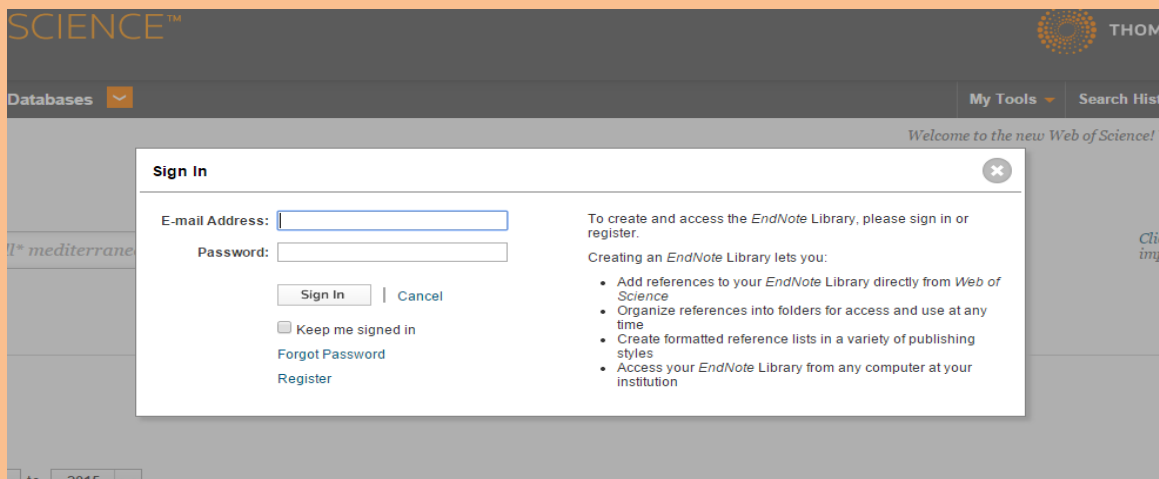 SCIENCE™
THOM
Databases
My Tools
Search Hist
Welcome to the new Web of Science!
Sign In
E-mail Address:
To create and access the EndNote Library, please sign in or
register.
ll* mediterrane
Password:
Creating an EndNote Library lets you:
Cli
imp
Sign In | Cancel
• Add references to your EndNote Library directly from Web of
Science
• Organize references into folders for access and use at any
time
Keep me signed in
• Create formatted reference lists in a variety of publishing
styles
Forgot Password
• Access your EndNote Library from any computer at your
institution
Register
to 2015